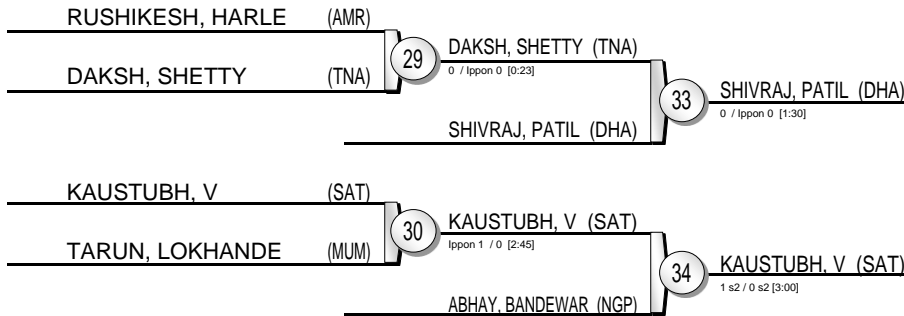 RUSHIKESH, HARLE (AMR)
29
DAKSH, SHETTY (TNA)
0 / Ippon 0 [0:23]
DAKSH, SHETTY (TNA)
33
SHIVRAJ, PATIL (DHA)
0 / Ippon 0 [1:30]
SHIVRAJ, PATIL (DHA)
KAUSTUBH, V (SAT)
30
KAUSTUBH, V (SAT)
Ippon 1 / 0 [2:45]
TARUN, LOKHANDE (MUM)
34
KAUSTUBH, V (SAT)
1 s2 / 0 s2 [3:00]
ABHAY, BANDEWAR (NGP)